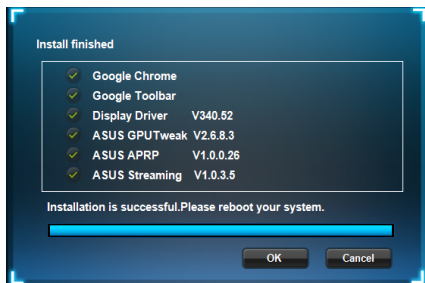 Install finished
Google Chrome
Google Toolbar
Display Driver V340.52
ASUS GPUTweak V2.6.8.3
ASUS APRP V1.0.0.26
ASUS Streaming V1.0.3.5
Installation is successful.Please reboot your system.
OK Cancel